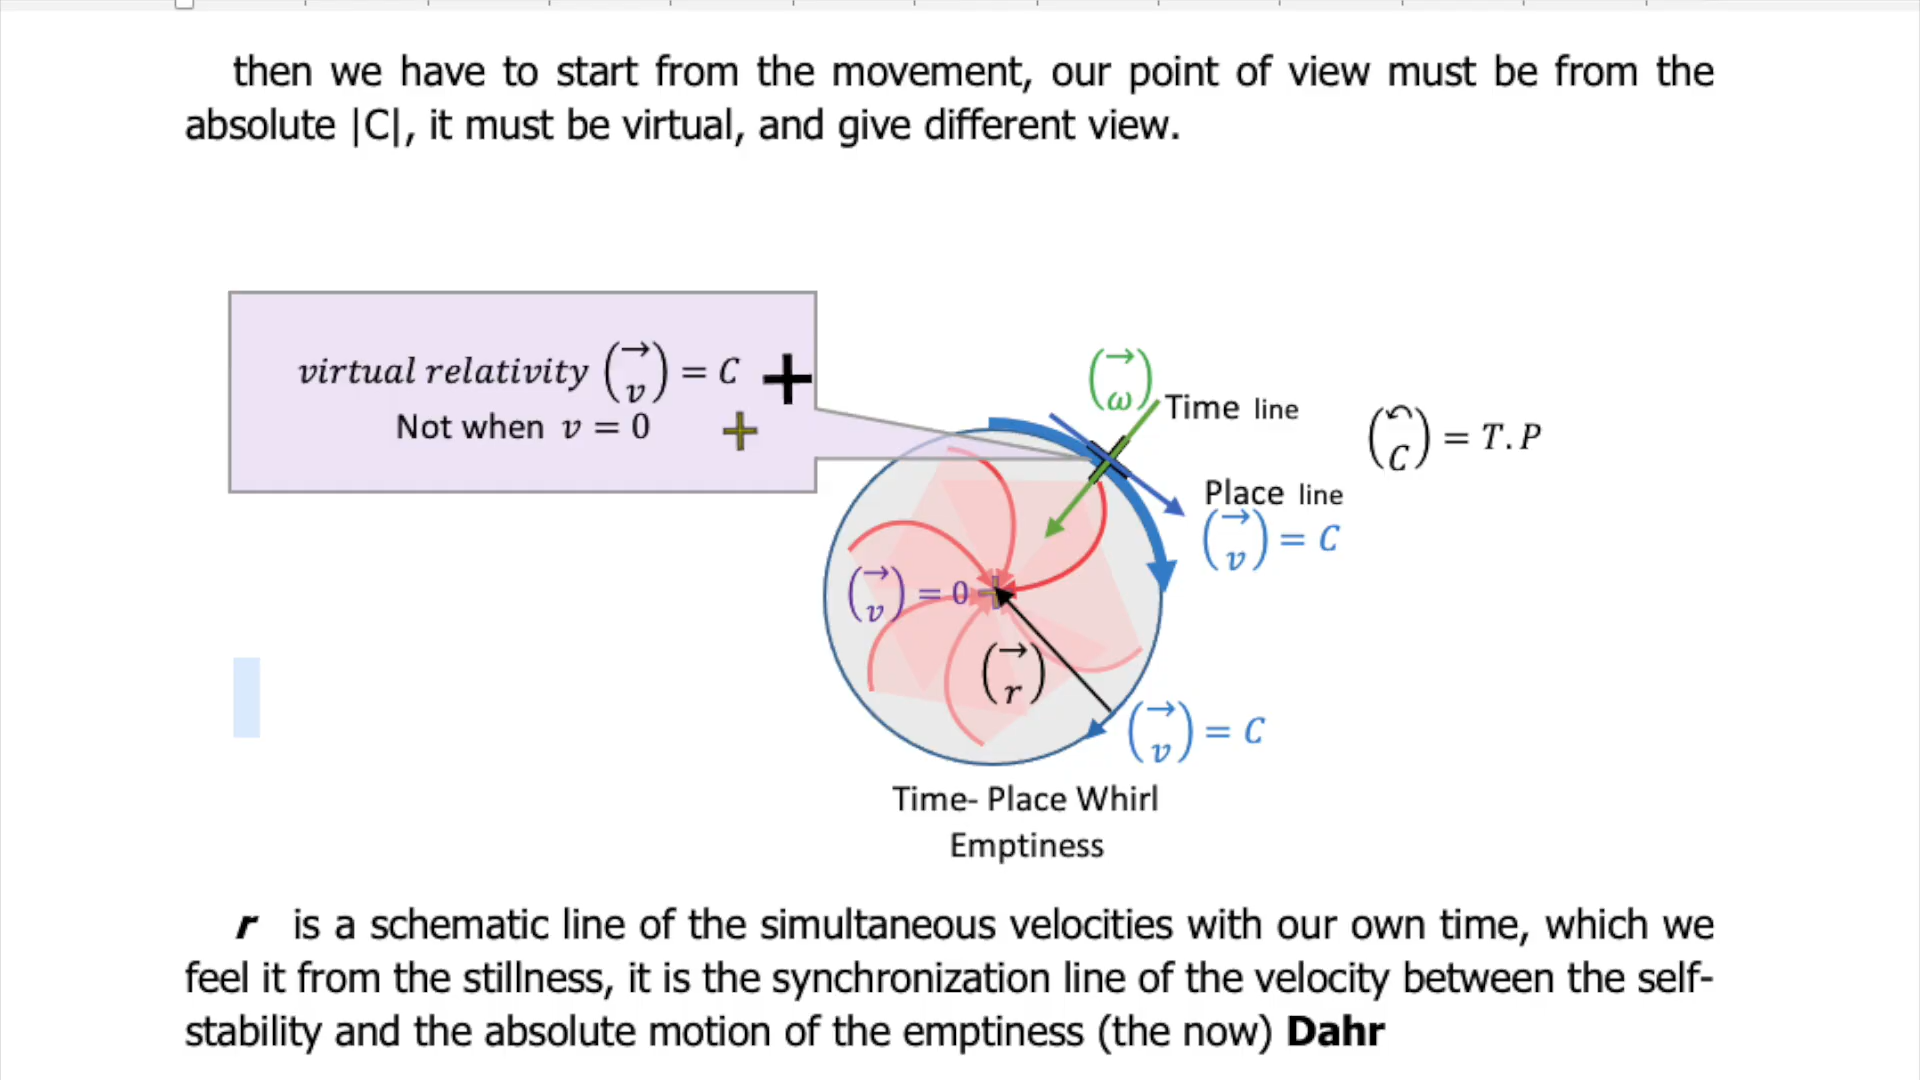 then we have to start from the movement, our point of view must be from the
absolute |C|, it must be virtual, and give different view.
virtual relativity (→ v) = C +
Not when v = 0 +
(→ ω)
Time line
(↶ C) = T.P
Place line
(→ v) = C
(→ v) = 0
(→ r)
(→ v) = C
Time- Place Whirl
Emptiness
r is a schematic line of the simultaneous velocities with our own time, which we
feel it from the stillness, it is the synchronization line of the velocity between the self-
stability and the absolute motion of the emptiness (the now) Dahr